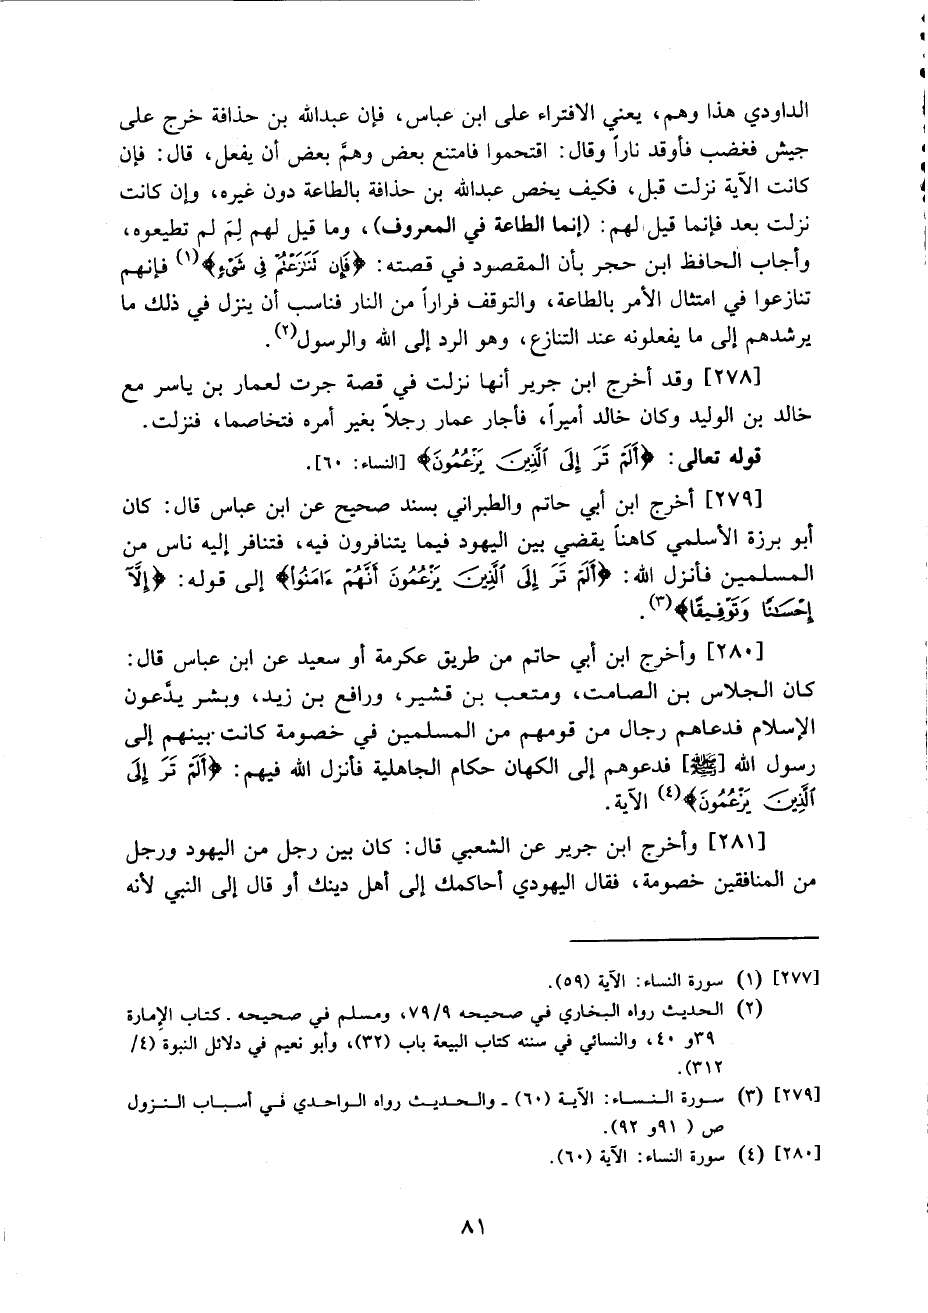 الداودي هذا وهم، يعني الافتراء على ابن عباس، فإن عبدالله بن حذافة خرج على
جيش فغضب فأوقد ناراً وقال: اقتحموا فامتنع بعض وهمَّ بعض أن يفعل، قال: فإن
كانت الآية نزلت قبل، فكيف يخص عبدالله بن حذافة بالطاعة دون غيره، وإن كانت
نزلت بعد فإنما قيل لهم: (إنما الطاعة في المعروف)، وما قيل لهم لِمَ لم تطيعوه،
وأجاب الحافظ ابن حجر بأن المقصود في قصته: ﴿فَإِن تَنَٰزَعْتُمْ فِى شَىْءٍ﴾(١) فإنهم
تنازعوا في امتثال الأمر بالطاعة، والتوقف فراراً من النار فناسب أن ينزل في ذلك ما
يرشدهم إلى ما يفعلونه عند التنازع، وهو الرد إلى الله والرسول(٢).
[٢٧٨] وقد أخرج ابن جرير أنها نزلت في قصة جرت لعمار بن ياسر مع
خالد بن الوليد وكان خالد أميراً، فأجار عمار رجلاً بغير أمره فتخاصما، فنزلت.
قوله تعالى: ﴿أَلَمْ تَرَ إِلَى ٱلَّذِينَ يَزْعُمُونَ﴾ [النساء: ٦٠].
[٢٧٩] أخرج ابن أبي حاتم والطبراني بسند صحيح عن ابن عباس قال: كان
أبو برزة الأسلمي كاهناً يقضي بين اليهود فيما يتنافرون فيه، فتنافر إليه ناس من
المسلمين فأنزل الله: ﴿أَلَمْ تَرَ إِلَى ٱلَّذِينَ يَزْعُمُونَ أَنَّهُمْ ءَامَنُوا۟﴾ إلى قوله: ﴿إِلَّآ
إِحْسَٰنًا وَتَوْفِيقًا﴾(٣).
[٢٨٠] وأخرج ابن أبي حاتم من طريق عكرمة أو سعيد عن ابن عباس قال:
كان الجلاس بن الصامت، ومتعب بن قشير، ورافع بن زيد، وبشر يدَّعون
الإسلام فدعاهم رجال من قومهم من المسلمين في خصومة كانت بينهم إلى
رسول الله [ﷺ] فدعوهم إلى الكهان حكام الجاهلية فأنزل الله فيهم: ﴿أَلَمْ تَرَ إِلَى
ٱلَّذِينَ يَزْعُمُونَ﴾(٤) الآية.
[٢٨١] وأخرج ابن جرير عن الشعبي قال: كان بين رجل من اليهود ورجل
من المنافقين خصومة، فقال اليهودي أحاكمك إلى أهل دينك أو قال إلى النبي لأنه
[٢٧٧] (١) سورة النساء: الآية (٥٩).
(٢) الحديث رواه البخاري في صحيحه ٧٩/٩، ومسلم في صحيحه ـ كتاب الإمارة
٣٩و ٤٠، والنسائي في سننه كتاب البيعة باب (٣٢)، وأبو نعيم في دلائل النبوة (٤/
٣١٢).
[٢٧٩] (٣) سورة النساء: الآية (٦٠) ـ والحديث رواه الواحدي في أسباب النزول
ص ( ٩١و ٩٢).
[٢٨٠] (٤) سورة النساء: الآية (٦٠).
٨١